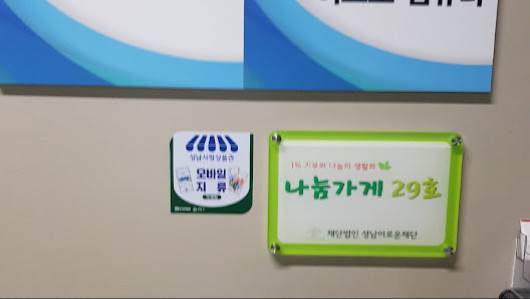 성남사랑상품권
모바일
지류
1% 기부와 나눔의 생활화
나눔가게 29호
재단법인 성남이로운재단